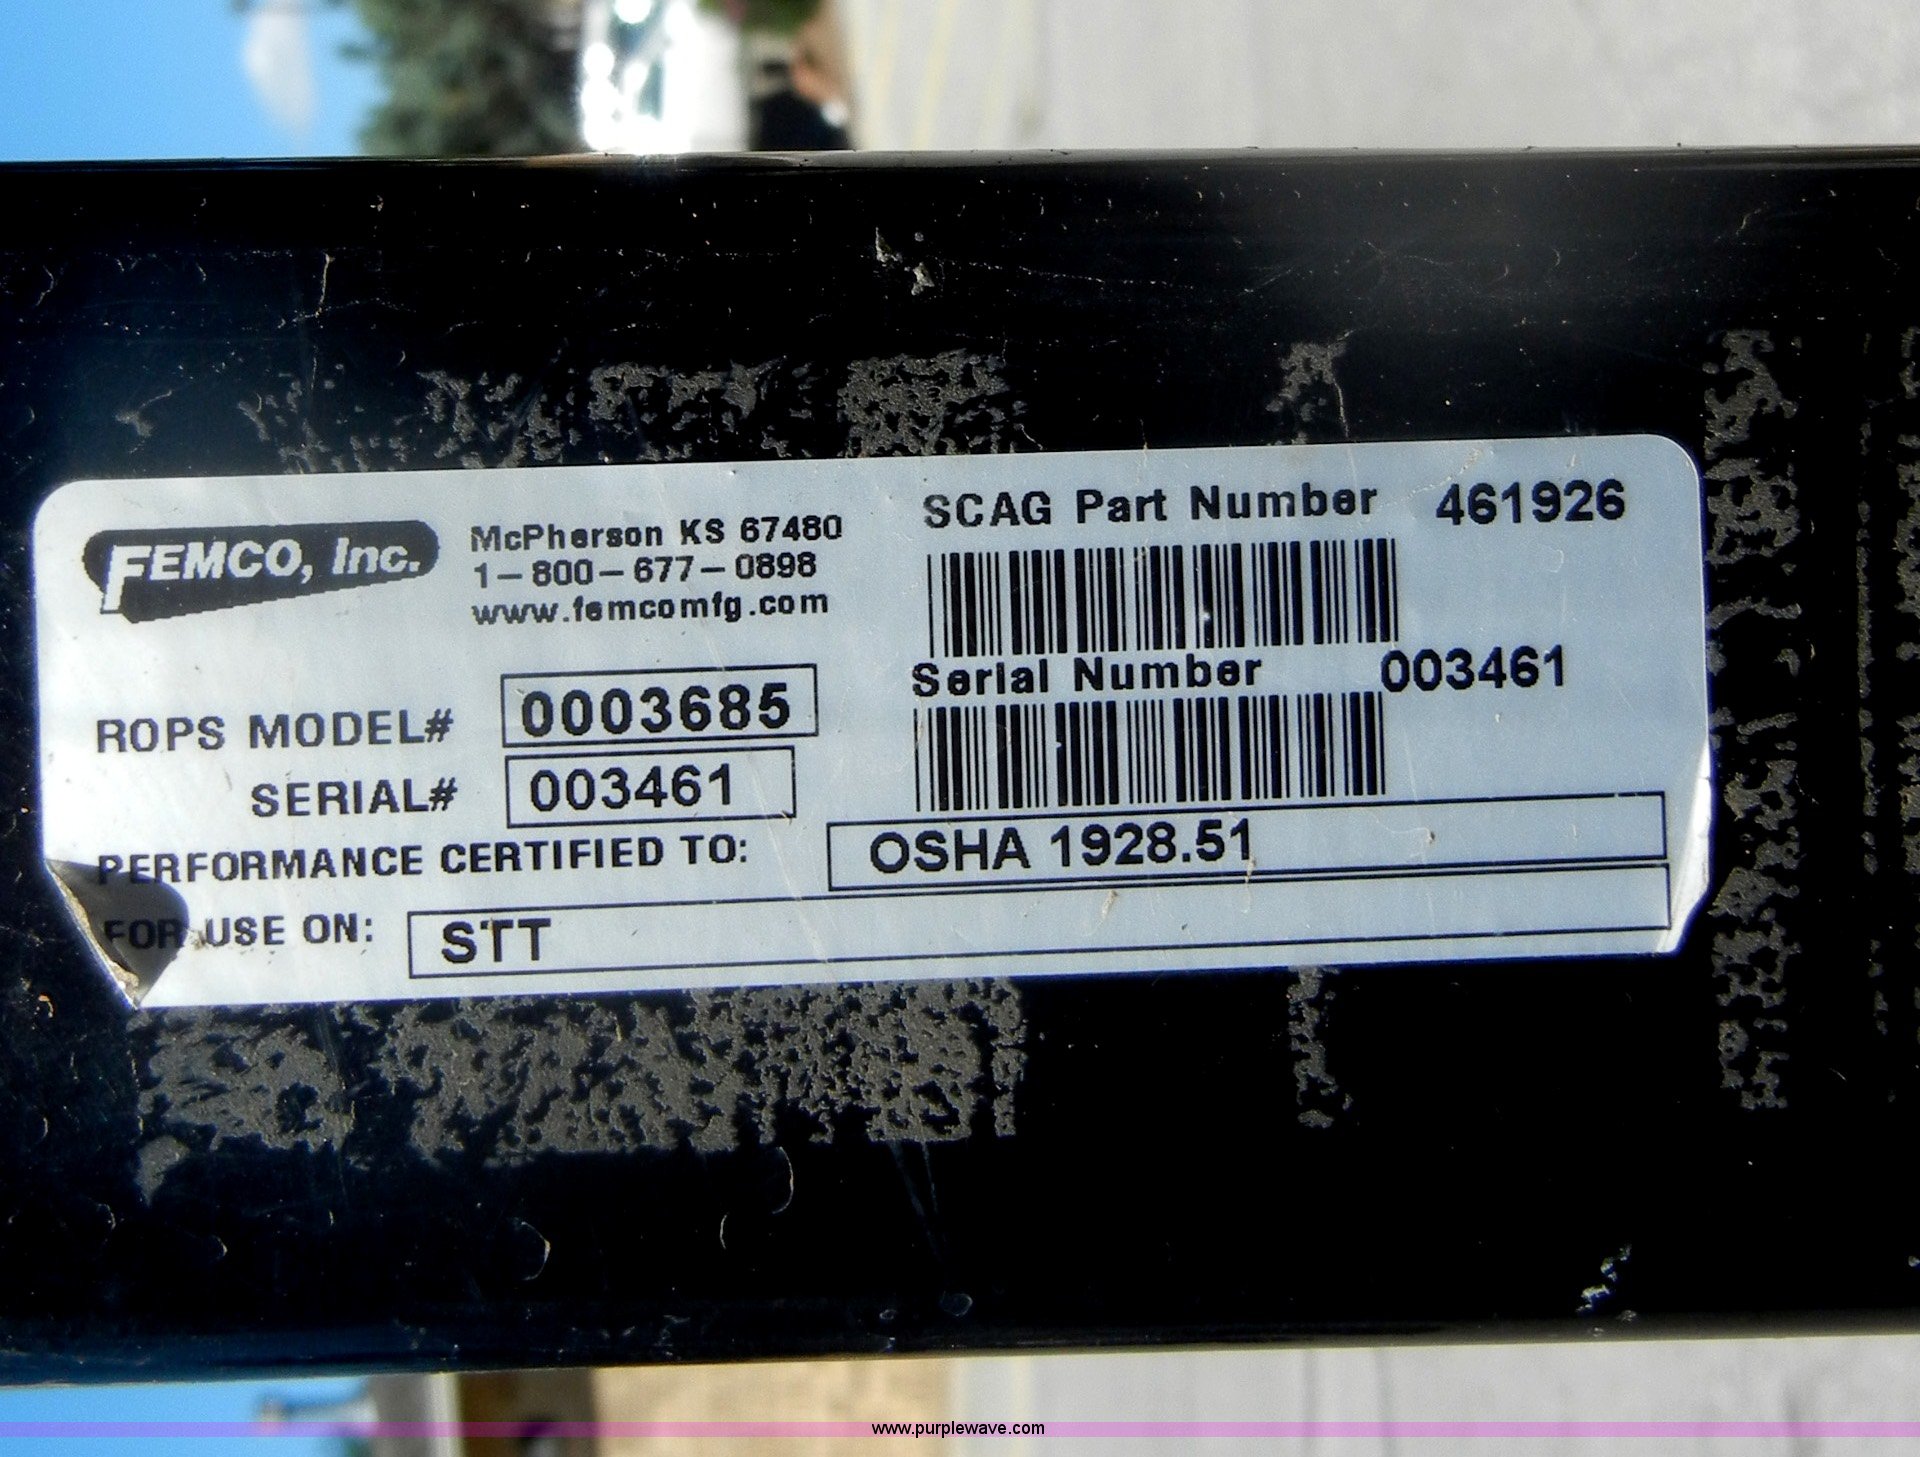 FEMCO, Inc.
McPherson KS 67480
1-800-677-0898
www.femcomfg.com
SCAG Part Number 461926
Serial Number 003461
ROPS MODEL# 0003685
SERIAL# 003461
PERFORMANCE CERTIFIED TO: OSHA 1928.51
FOR USE ON: STT
www.purplewave.com